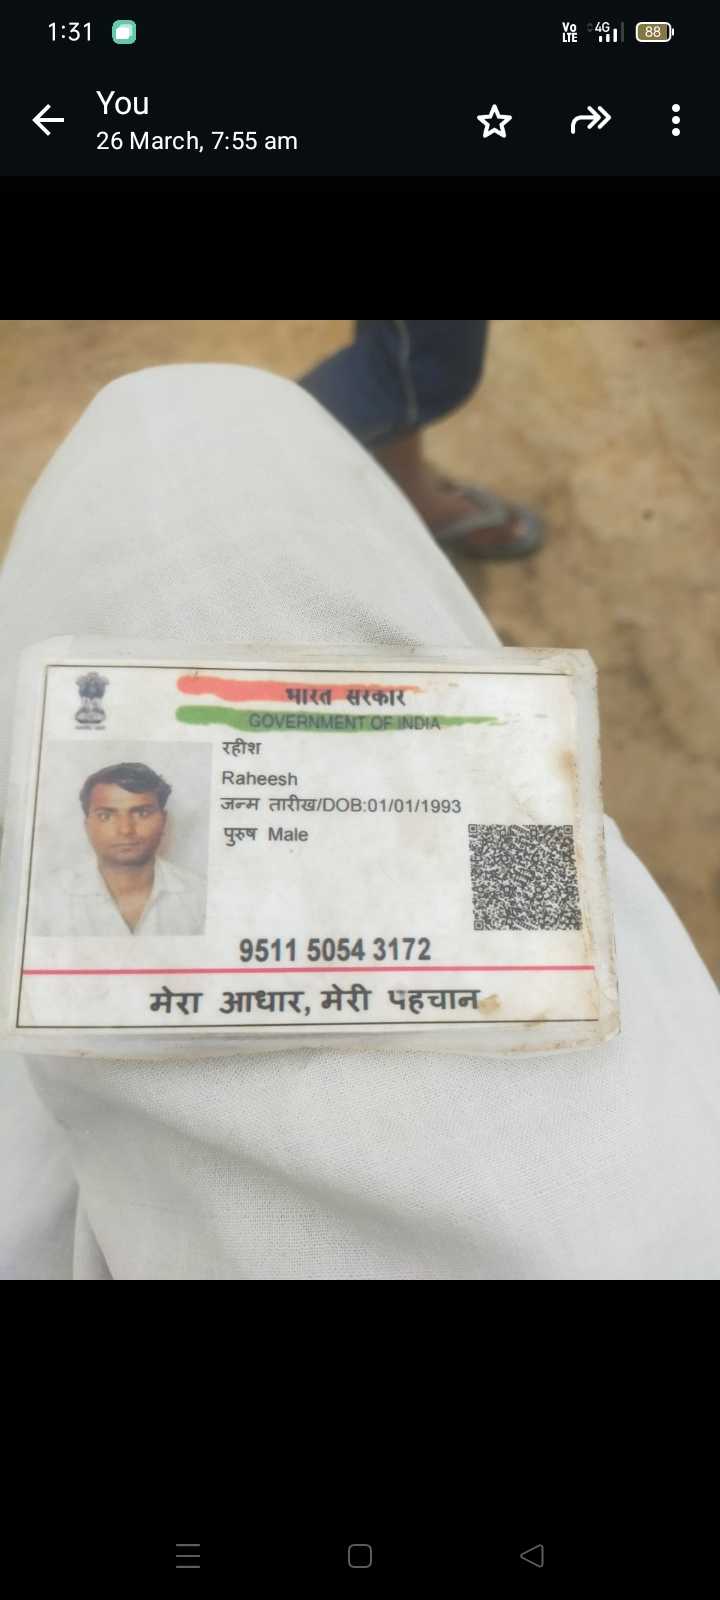 1:31
Vo LTE 4G 88
You
26 March, 7:55 am
भारत सरकार
GOVERNMENT OF INDIA
रहीश
Raheesh
जन्म तारीख/DOB:01/01/1993
पुरुष Male
9511 5054 3172
मेरा आधार, मेरी पहचान